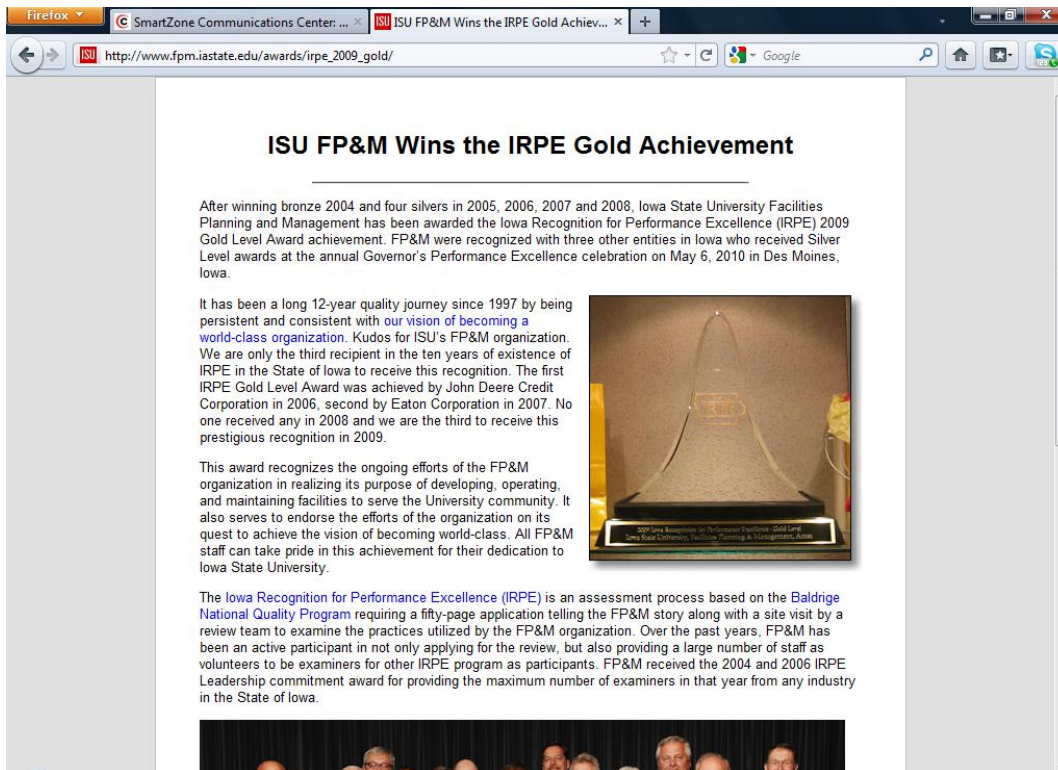 Firefox
SmartZone Communications Center: ...
ISU FP&M Wins the IRPE Gold Achiev...
http://www.fpm.iastate.edu/awards/irpe_2009_gold/
Google
ISU FP&M Wins the IRPE Gold Achievement
After winning bronze 2004 and four silvers in 2005, 2006, 2007 and 2008, Iowa State University Facilities
Planning and Management has been awarded the Iowa Recognition for Performance Excellence (IRPE) 2009
Gold Level Award achievement. FP&M were recognized with three other entities in Iowa who received Silver
Level awards at the annual Governor's Performance Excellence celebration on May 6, 2010 in Des Moines,
Iowa.
It has been a long 12-year quality journey since 1997 by being
persistent and consistent with our vision of becoming a
world-class organization. Kudos for ISU's FP&M organization.
We are only the third recipient in the ten years of existence of
IRPE in the State of Iowa to receive this recognition. The first
IRPE Gold Level Award was achieved by John Deere Credit
Corporation in 2006, second by Eaton Corporation in 2007. No
one received any in 2008 and we are the third to receive this
prestigious recognition in 2009.
2009 Iowa Recognition for Performance Excellence - Gold Level
Iowa State University, Facilities Planning & Management, Ames
This award recognizes the ongoing efforts of the FP&M
organization in realizing its purpose of developing, operating,
and maintaining facilities to serve the University community. It
also serves to endorse the efforts of the organization on its
quest to achieve the vision of becoming world-class. All FP&M
staff can take pride in this achievement for their dedication to
Iowa State University.
The Iowa Recognition for Performance Excellence (IRPE) is an assessment process based on the Baldrige
National Quality Program requiring a fifty-page application telling the FP&M story along with a site visit by a
review team to examine the practices utilized by the FP&M organization. Over the past years, FP&M has
been an active participant in not only applying for the review, but also providing a large number of staff as
volunteers to be examiners for other IRPE program as participants. FP&M received the 2004 and 2006 IRPE
Leadership commitment award for providing the maximum number of examiners in that year from any industry
in the State of Iowa.